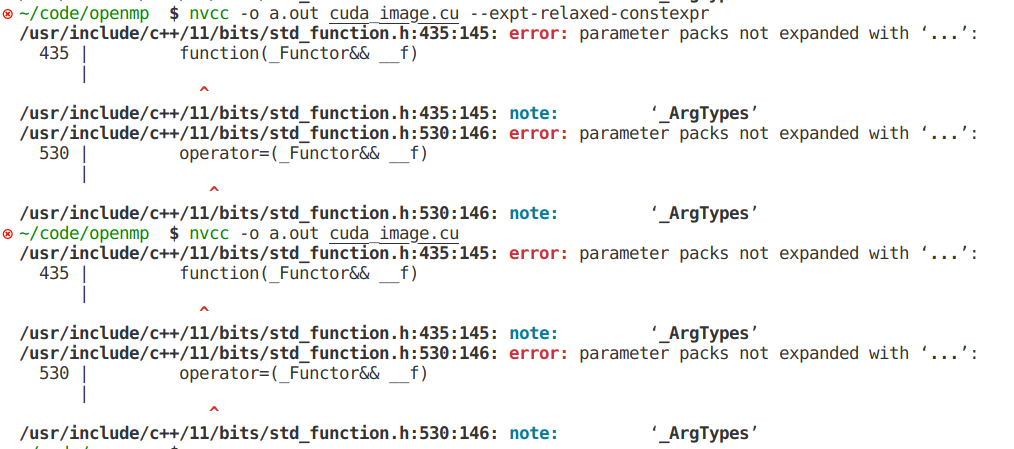 ~/code/openmp $ nvcc -o a.out cuda_image.cu --expt-relaxed-constexpr
/usr/include/c++/11/bits/std_function.h:435:145: error: parameter packs not expanded with ‘...’:
435 | function(_Functor&& __f)
|
^
/usr/include/c++/11/bits/std_function.h:435:145: note: ‘_ArgTypes’
/usr/include/c++/11/bits/std_function.h:530:146: error: parameter packs not expanded with ‘...’:
530 | operator=(_Functor&& __f)
|
^
/usr/include/c++/11/bits/std_function.h:530:146: note: ‘_ArgTypes’
~/code/openmp $ nvcc -o a.out cuda_image.cu
/usr/include/c++/11/bits/std_function.h:435:145: error: parameter packs not expanded with ‘...’:
435 | function(_Functor&& __f)
|
^
/usr/include/c++/11/bits/std_function.h:435:145: note: ‘_ArgTypes’
/usr/include/c++/11/bits/std_function.h:530:146: error: parameter packs not expanded with ‘...’:
530 | operator=(_Functor&& __f)
|
^
/usr/include/c++/11/bits/std_function.h:530:146: note: ‘_ArgTypes’